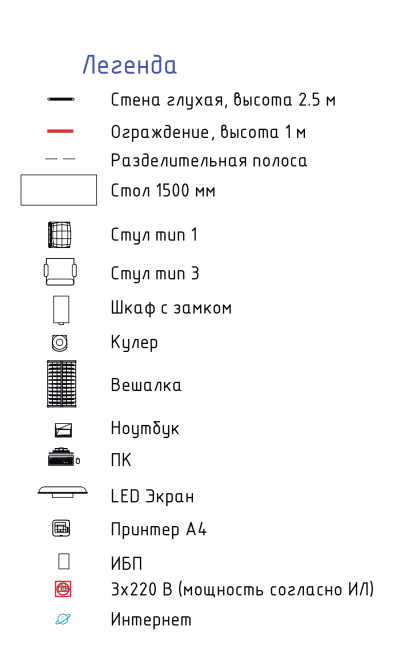 Легенда
Стена глухая, высота 2.5 м
Ограждение, высота 1 м
Разделительная полоса
Стол 1500 мм
Стул тип 1
Стул тип 3
Шкаф с замком
Кулер
Вешалка
Ноутбук
ПК
LED Экран
Принтер А4
ИБП
3х220 В (мощность согласно ИЛ)
Интернет